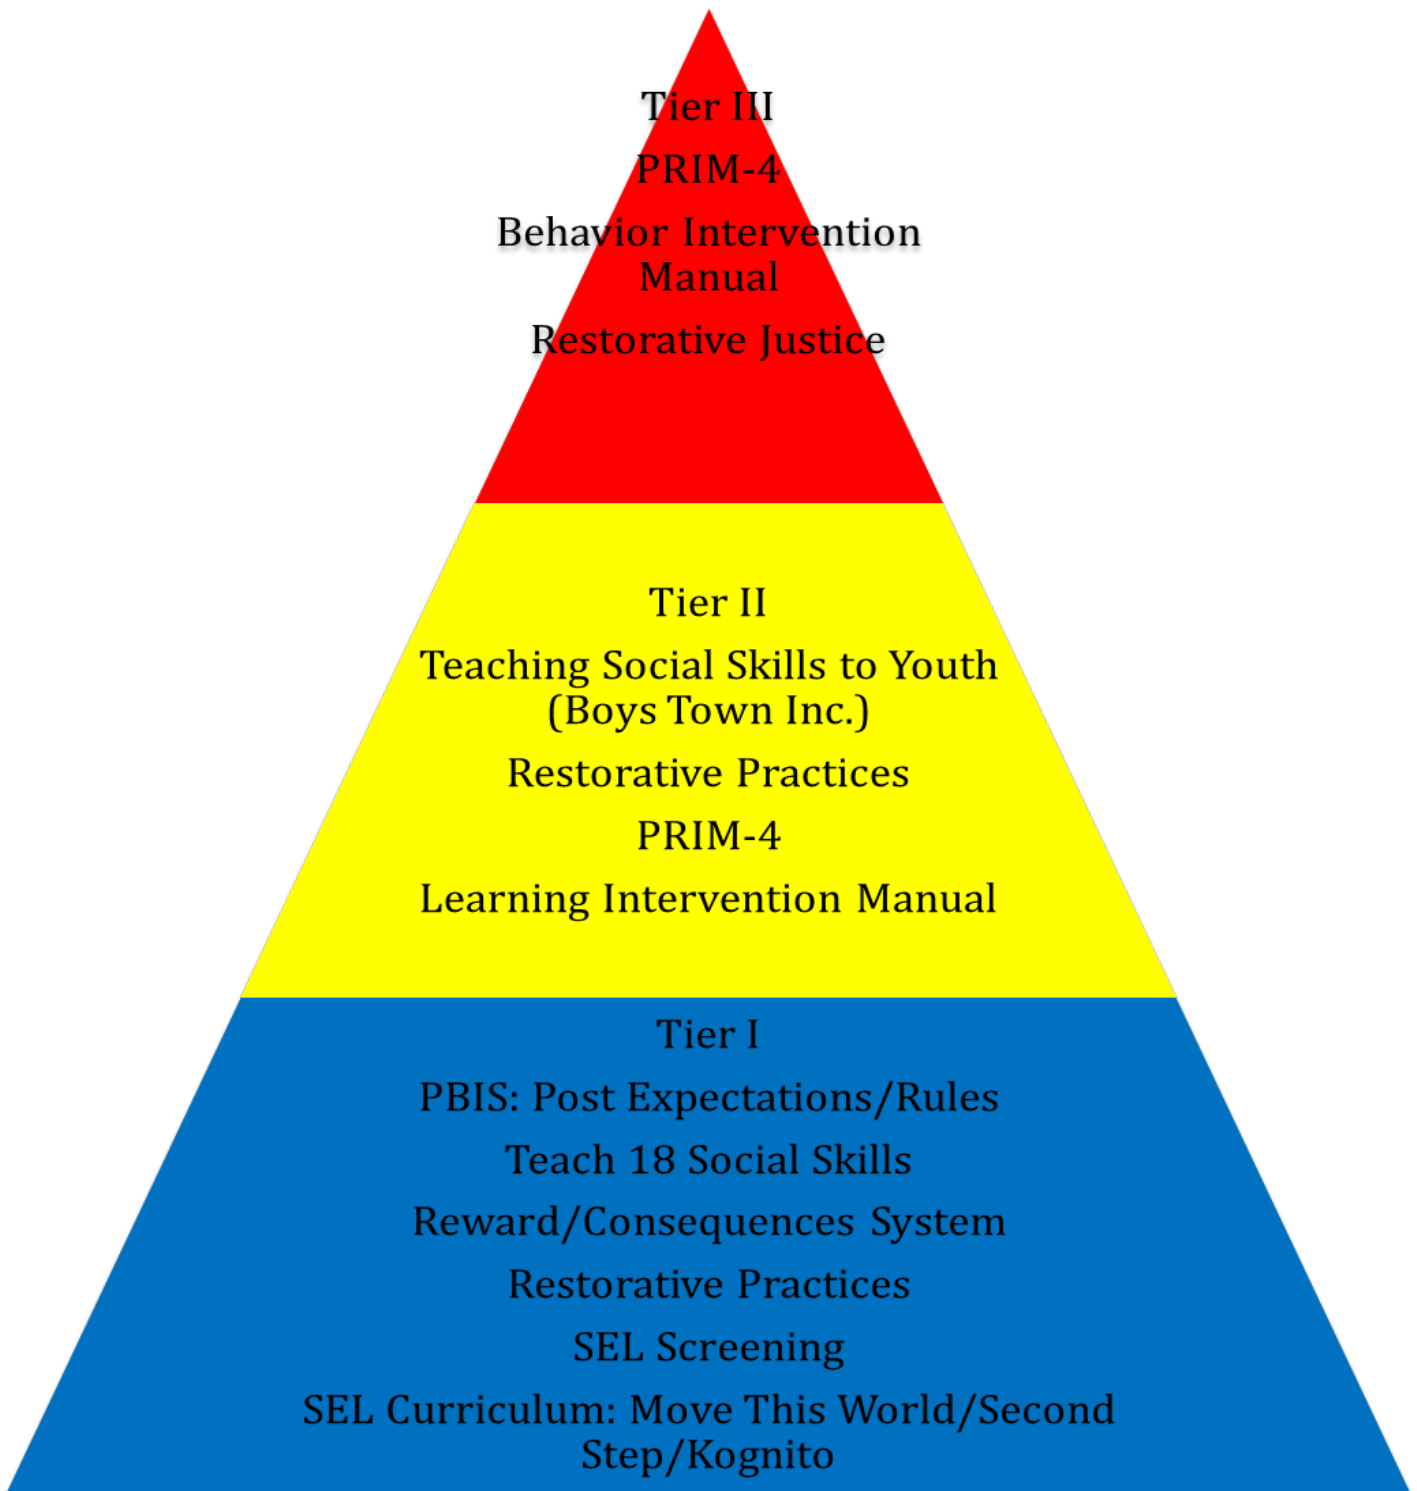 Tier III
PRIM-4
Behavior Intervention
Manual
Restorative Justice
Tier II
Teaching Social Skills to Youth
(Boys Town Inc.)
Restorative Practices
PRIM-4
Learning Intervention Manual
Tier I
PBIS: Post Expectations/Rules
Teach 18 Social Skills
Reward/Consequences System
Restorative Practices
SEL Screening
SEL Curriculum: Move This World/Second
Step/Kognito